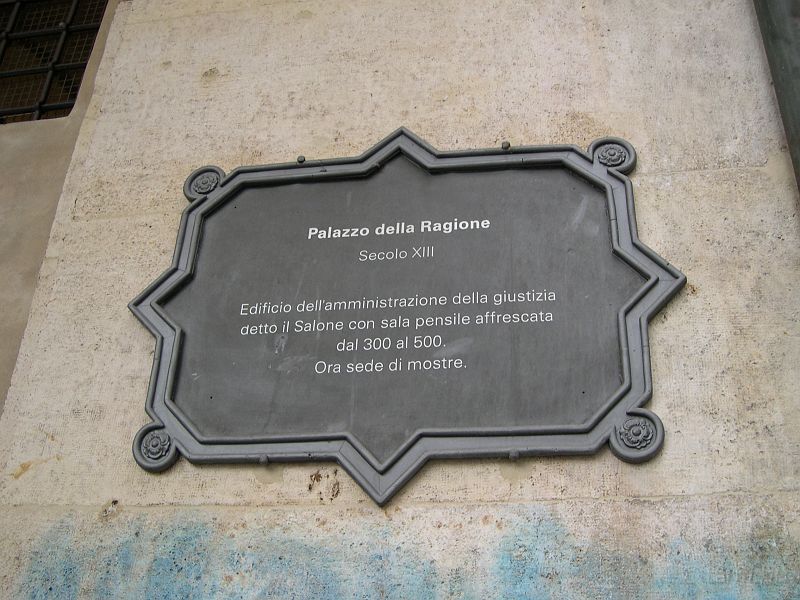 Palazzo della Ragione
Secolo XIII
Edificio dell'amministrazione della giustizia
detto il Salone con sala pensile affrescata
dal 300 al 500.
Ora sede di mostre.